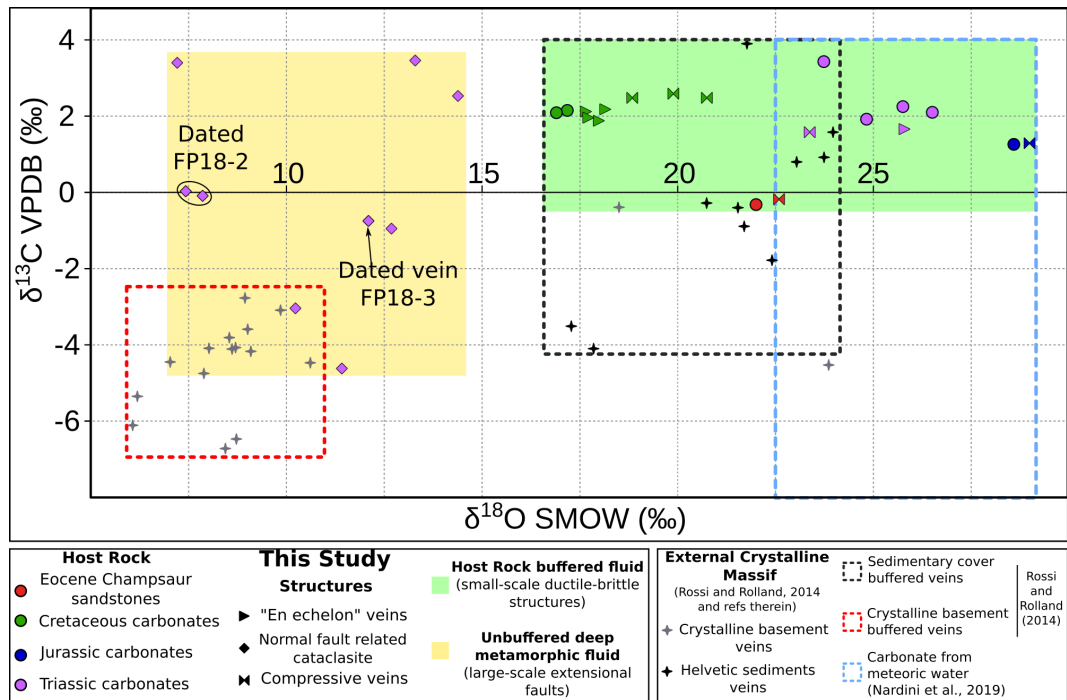 4
2
0
-2
-4
-6
10
15
20
25
δ13C VPDB (‰)
Dated
FP18-2
Dated vein
FP18-3
δ18O SMOW (‰)
Host Rock
Eocene Champsaur
sandstones
Cretaceous carbonates
Jurassic carbonates
Triassic carbonates
This Study
Structures
"En echelon" veins
Normal fault related
cataclasite
Compressive veins
Host Rock buffered fluid
(small-scale ductile-brittle
structures)
Unbuffered deep
metamorphic fluid
(large-scale extensional
faults)
External Crystalline
Massif
(Rossi and Rolland, 2014
and refs therein)
Crystalline basement
veins
Helvetic sediments
veins
Sedimentary cover
buffered veins
Crystalline basement
buffered veins
Rossi
and
Rolland
(2014)
Carbonate from
meteoric water
(Nardini et al., 2019)